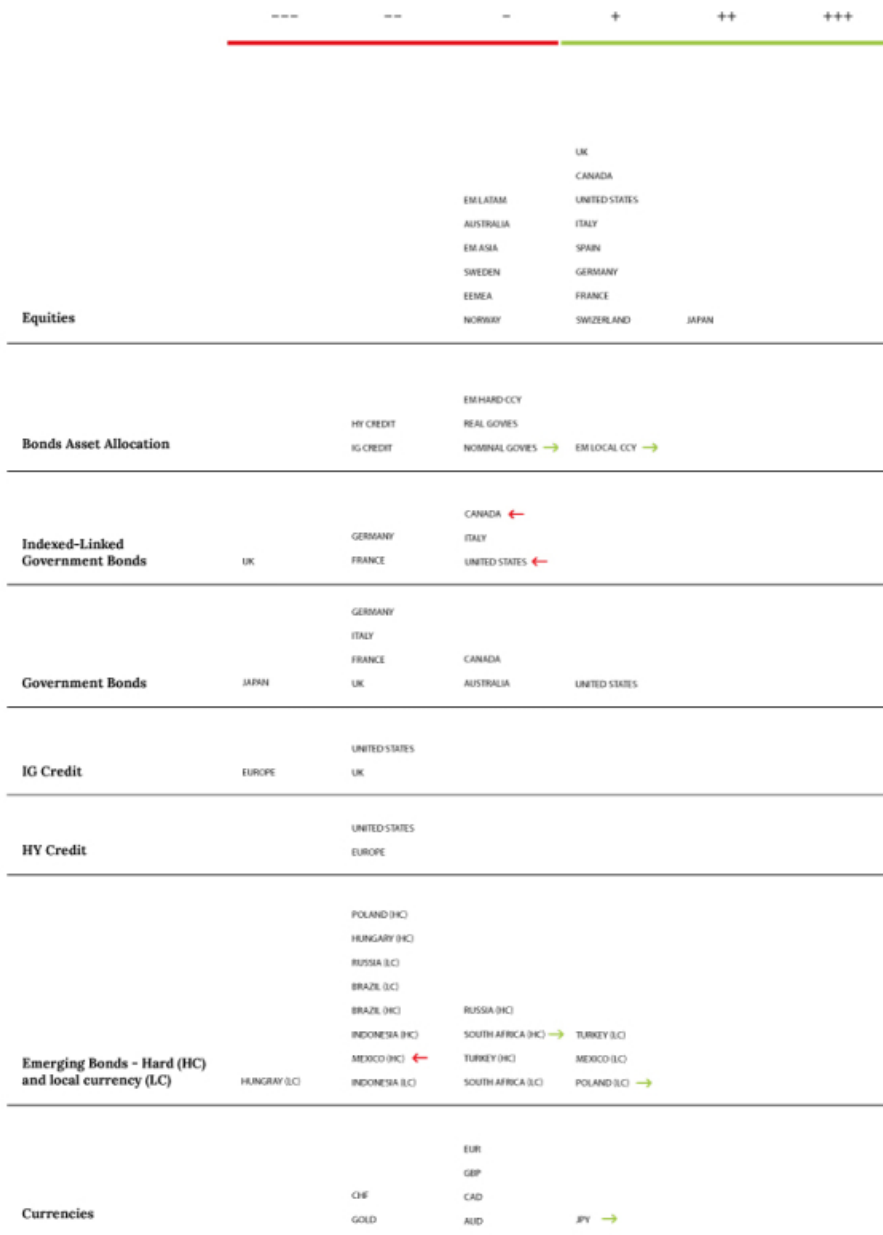 --- -- - + ++ +++
UK
CANADA
EM LATAM UNITED STATES
AUSTRALIA ITALY
EM ASIA SPAIN
SWEDEN GERMANY
EEMEA FRANCE
Equities NORWAY SWIZERLAND JAPAN
EM HARD CCY
HY CREDIT REAL GOVIES
Bonds Asset Allocation IG CREDIT NOMINAL GOVIES → EM LOCAL CCY →
CANADA ←
Indexed-Linked GERMANY ITALY
Government Bonds UK FRANCE UNITED STATES ←
GERMANY
ITALY
FRANCE CANADA
Government Bonds JAPAN UK AUSTRALIA UNITED STATES
UNITED STATES
IG Credit EUROPE UK
UNITED STATES
HY Credit EUROPE
POLAND (HC)
HUNGARY (HC)
RUSSIA (LC)
BRAZIL (LC)
BRAZIL (HC) RUSSIA (HC)
INDONESIA (HC) SOUTH AFRICA (HC) → TURKEY (LC)
Emerging Bonds - Hard (HC) MEXICO (HC) ← TURKEY (HC) MEXICO (LC)
and local currency (LC) HUNGRAY (LC) INDONESIA (LC) SOUTH AFRICA (LC) POLAND (LC) →
EUR
GBP
CHF CAD
Currencies GOLD AUD JPY →